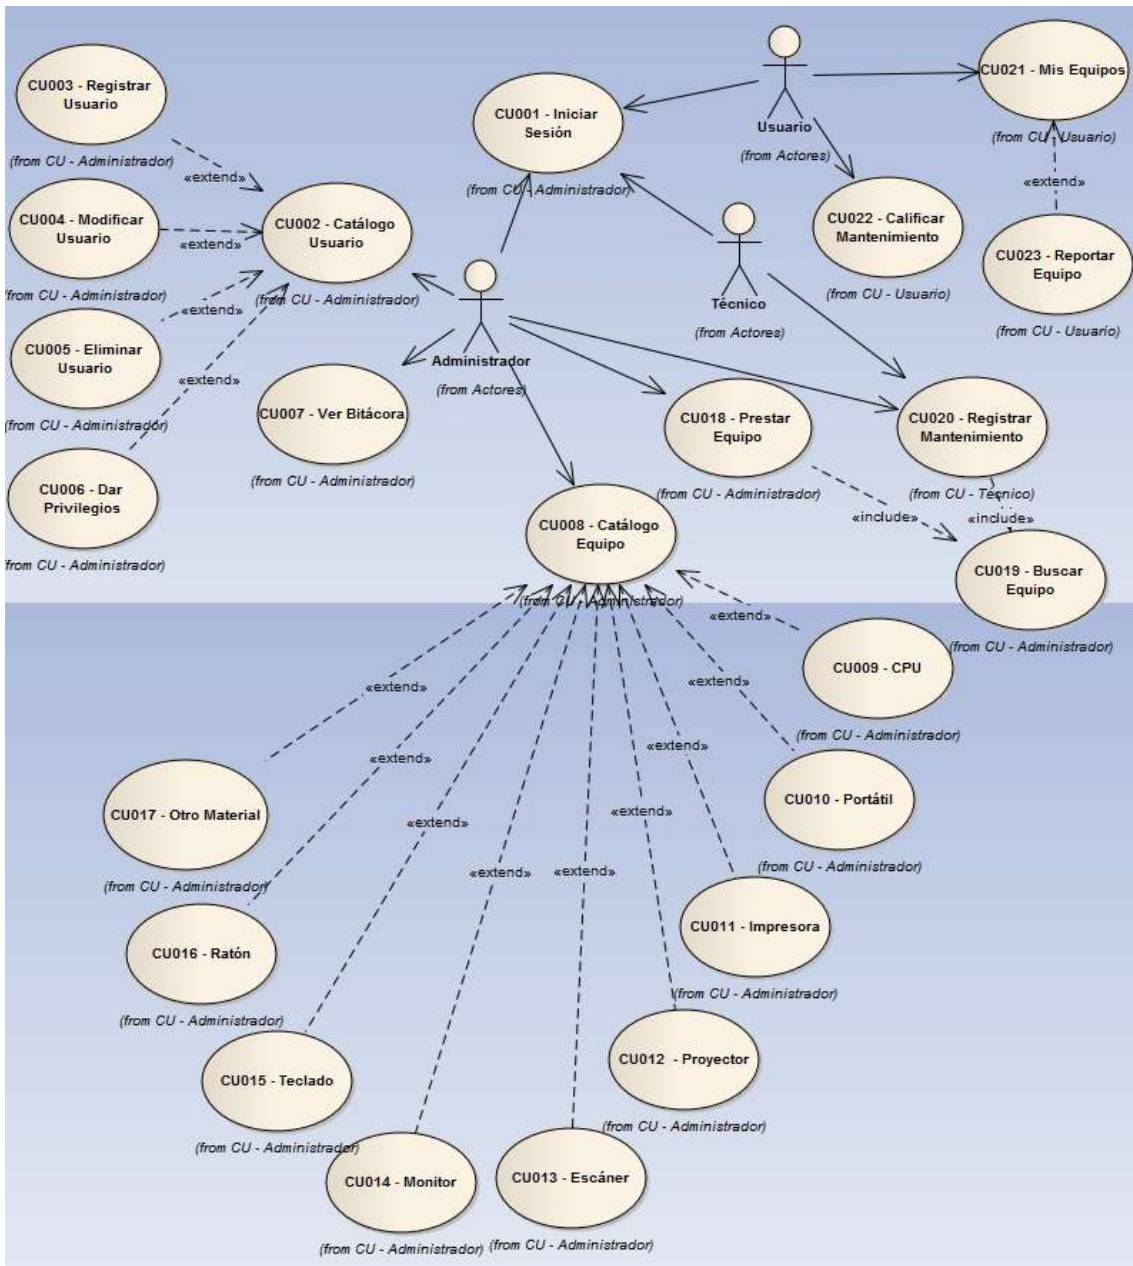 CU003 - Registrar
Usuario
(from CU - Administrador)
«extend»
CU004 - Modificar
Usuario
«extend»
(from CU - Administrador)
CU002 - Catálogo
Usuario
(from CU - Administrador)
«extend»
CU005 - Eliminar
Usuario
(from CU - Administrador)
«extend»
CU006 - Dar
Privilegios
(from CU - Administrador)
CU001 - Iniciar
Sesión
(from CU - Administrador)
Usuario
(from Actores)
CU021 - Mis Equipos
(from CU - Usuario)
«extend»
CU022 - Calificar
Mantenimiento
(from CU - Usuario)
CU023 - Reportar
Equipo
(from CU - Usuario)
Técnico
(from Actores)
Administrador
(from Actores)
CU007 - Ver Bitácora
(from CU - Administrador)
CU018 - Prestar
Equipo
(from CU - Administrador)
CU020 - Registrar
Mantenimiento
(from CU - Técnico)
«include»
«include»
CU019 - Buscar
Equipo
(from CU - Administrador)
CU008 - Catálogo
Equipo
(from CU - Administrador)
«extend»
CU009 - CPU
(from CU - Administrador)
«extend»
CU010 - Portátil
(from CU - Administrador)
«extend»
CU011 - Impresora
(from CU - Administrador)
«extend»
CU012 - Proyector
(from CU - Administrador)
«extend»
CU013 - Escáner
(from CU - Administrador)
«extend»
CU014 - Monitor
(from CU - Administrador)
«extend»
CU015 - Teclado
(from CU - Administrador)
«extend»
CU016 - Ratón
(from CU - Administrador)
«extend»
CU017 - Otro Material
(from CU - Administrador)